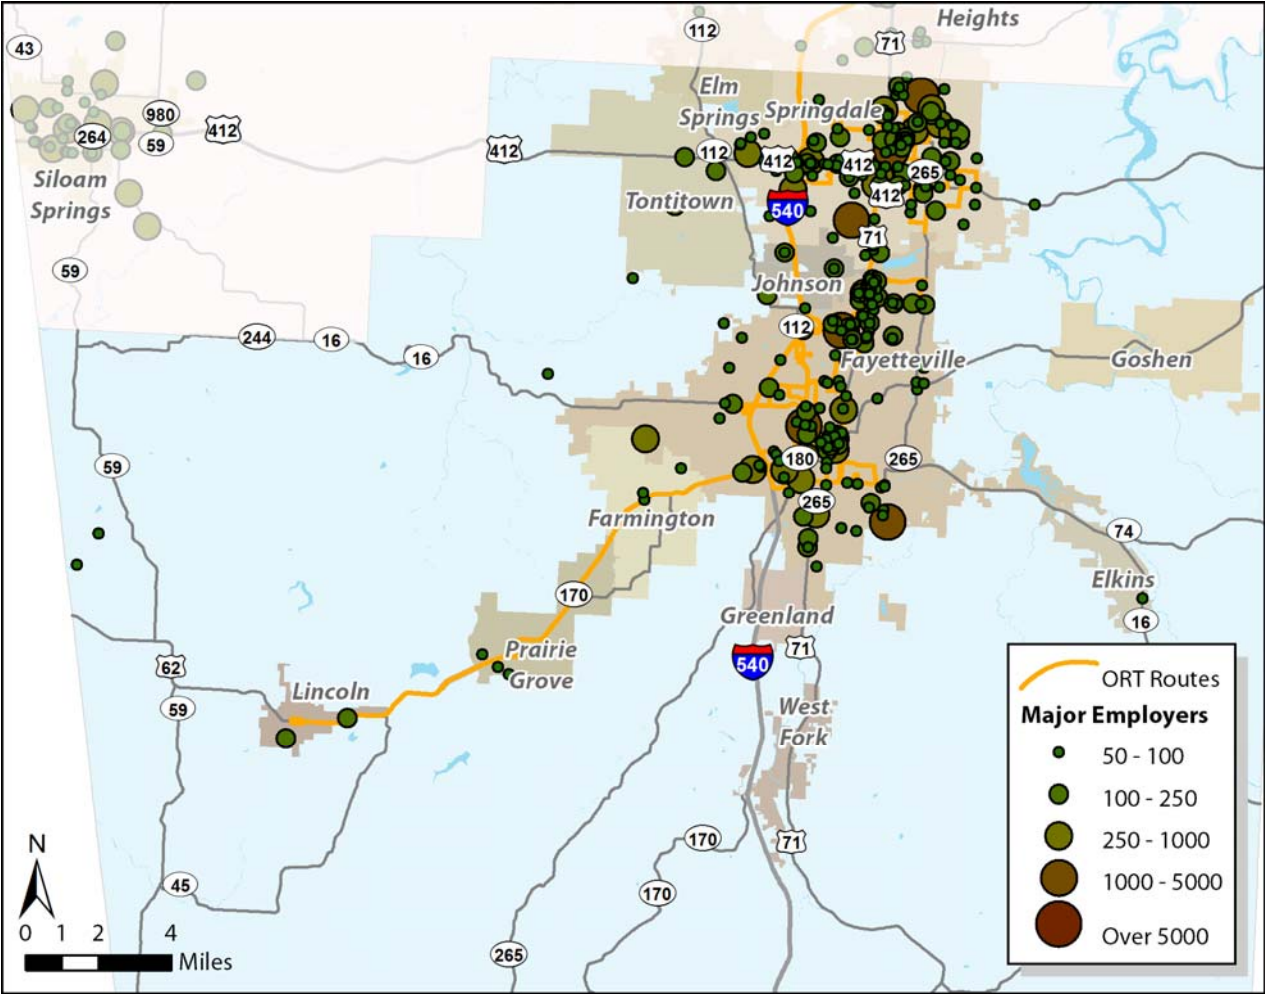 Heights
112
71
43
Elm
Springs
Springdale
980
412
264
59
412
112
412
412
265
412
Siloam
Springs
Tontitown
540
71
59
Johnson
244
16
16
112
Fayetteville
Goshen
59
180
265
265
Farmington
74
Elkins
16
170
Greenland
71
540
62
Prairie
Grove
Lincoln
59
West
Fork
170
71
170
45
265
N
0 1 2 4
Miles
ORT Routes
Major Employers
50 - 100
100 - 250
250 - 1000
1000 - 5000
Over 5000